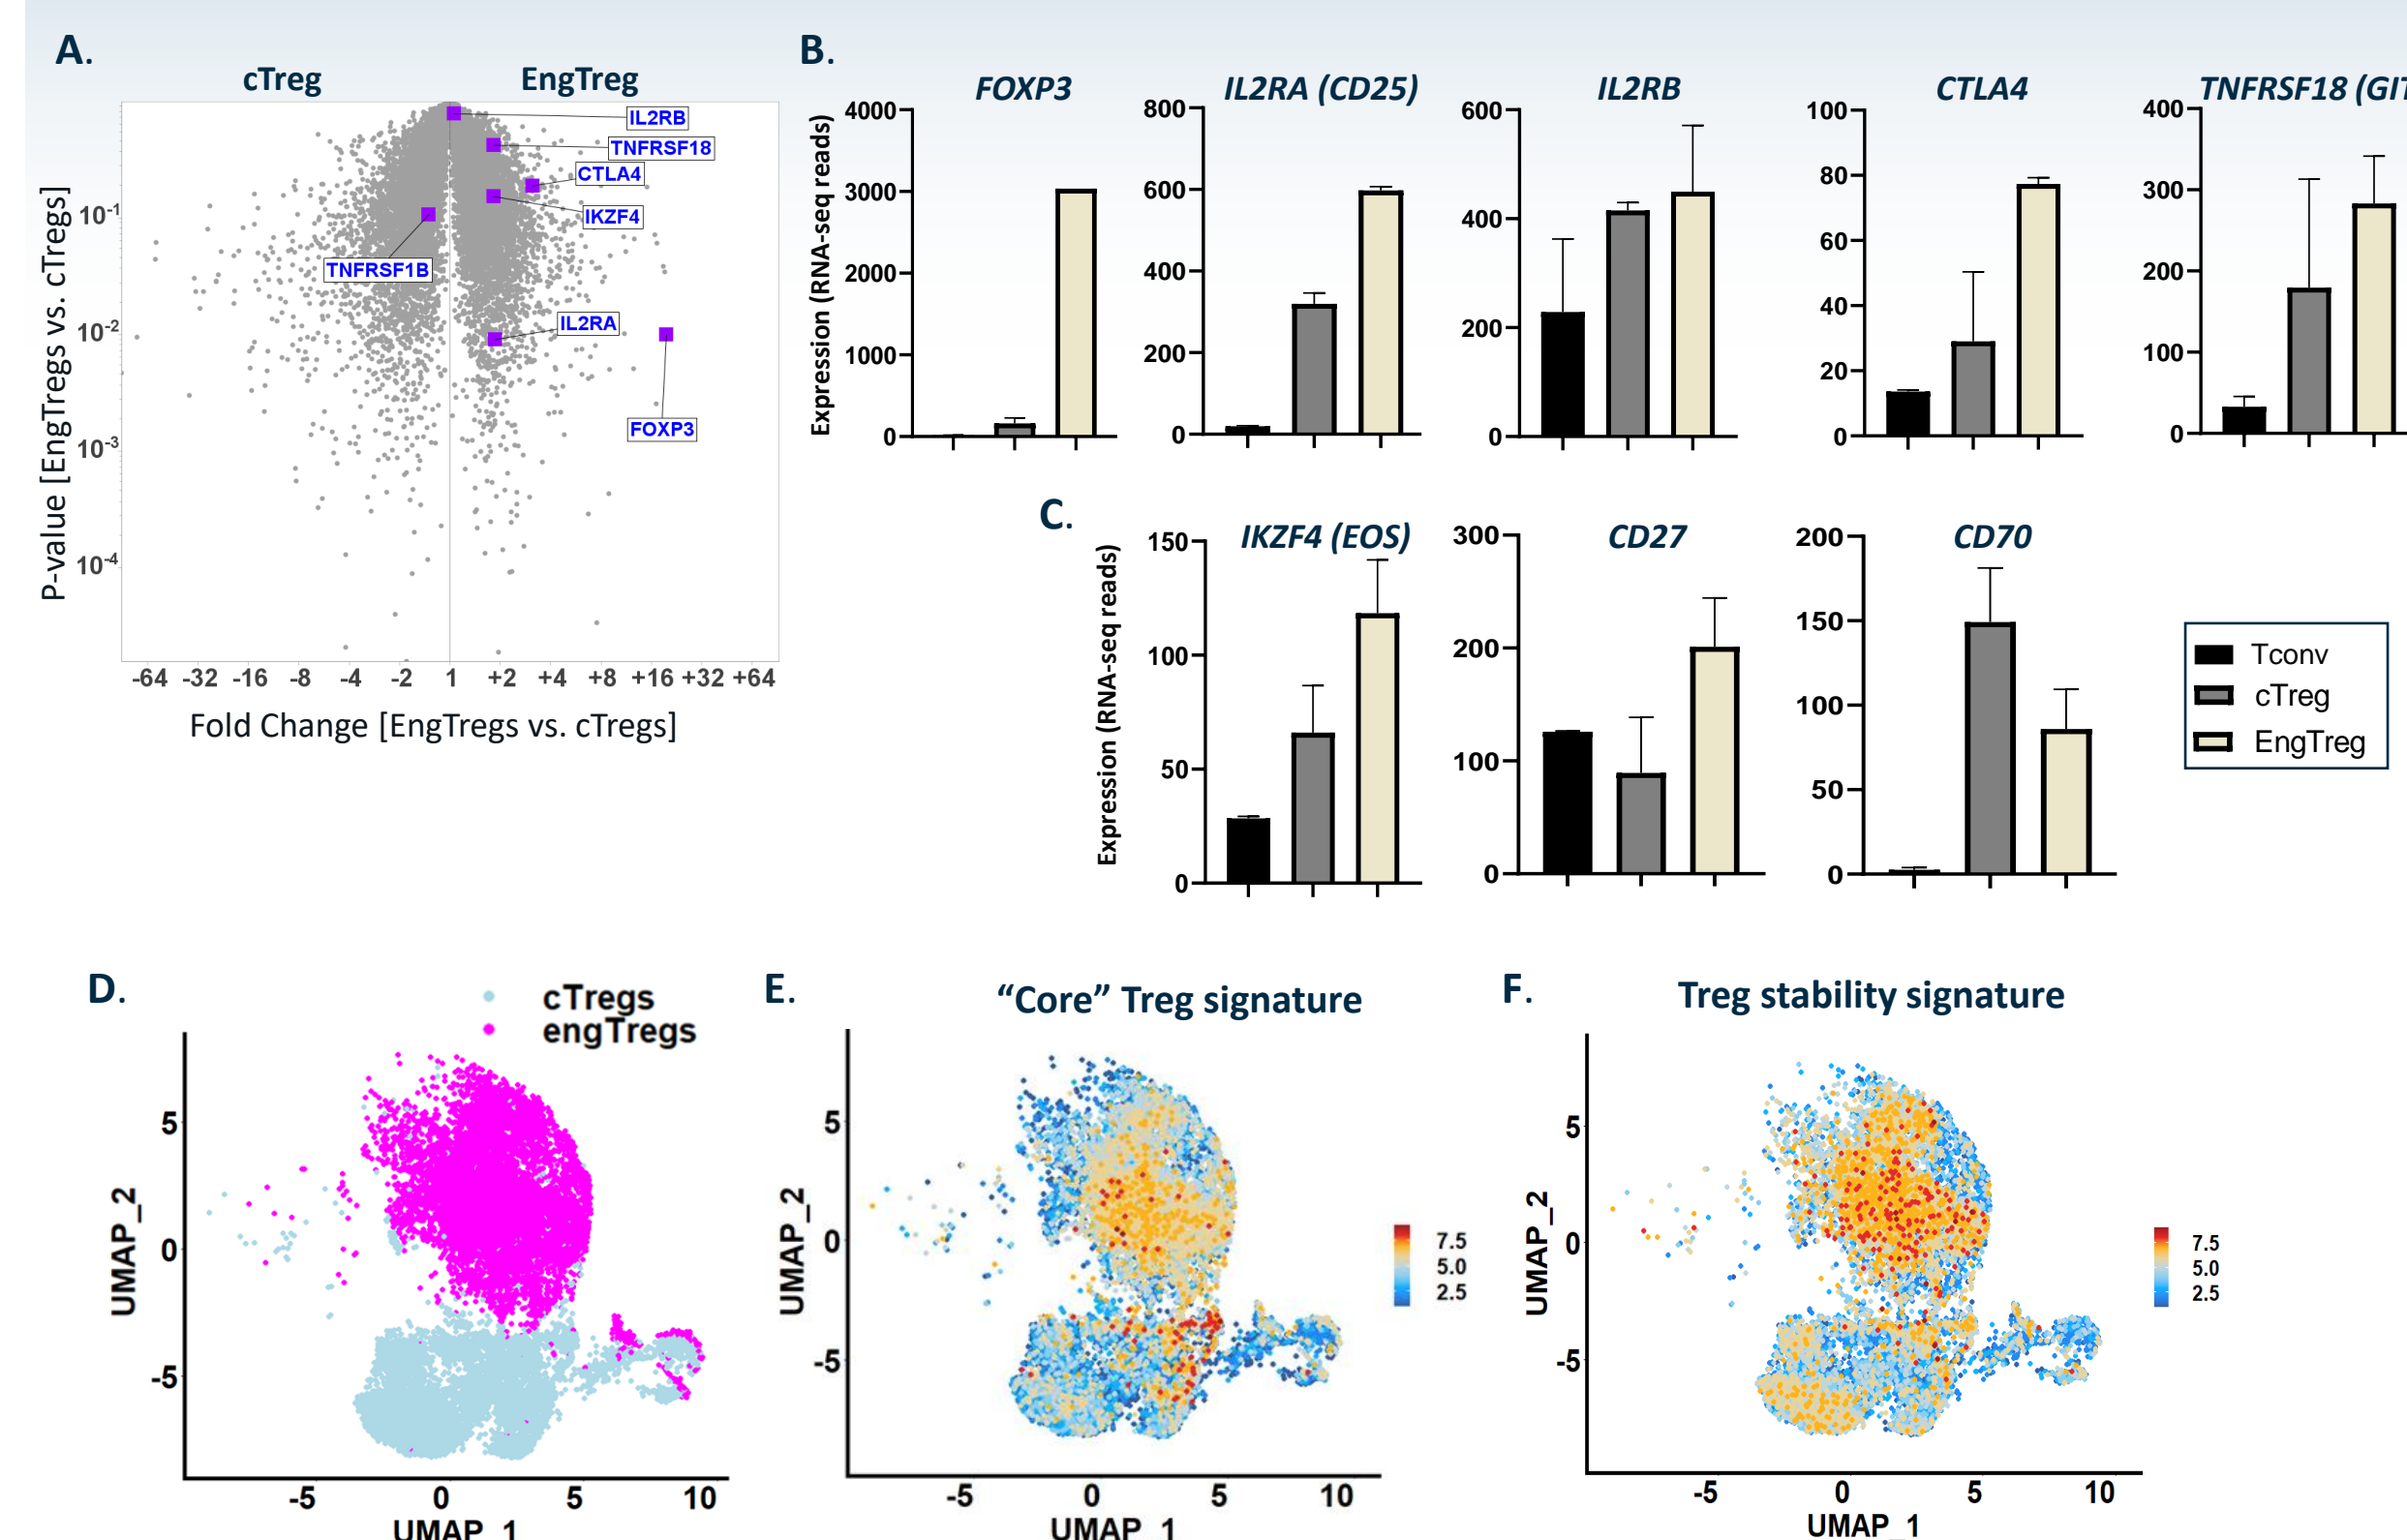 A.
cTreg
EngTreg
P-value [EngTregs vs. cTregs]
10-1
10-2
10-3
10-4
IL2RB
TNFRSF18
CTLA4
IKZF4
TNFRSF1B
IL2RA
FOXP3
-64 -32 -16 -8 -4 -2 1 +2 +4 +8 +16 +32 +64
Fold Change [EngTregs vs. cTregs]
B.
Expression (RNA-seq reads)
FOXP3
4000
3000
2000
1000
0
IL2RA (CD25)
800
600
400
200
0
IL2RB
600
400
200
0
CTLA4
100
80
60
40
20
0
TNFRSF18 (GIT
400
300
200
100
0
C.
Expression (RNA-seq reads)
IKZF4 (EOS)
150
100
50
0
CD27
300
200
100
0
CD70
200
150
100
50
0
Tconv
cTreg
EngTreg
D.
cTregs
engTregs
UMAP_2
5
0
-5
-5 0 5 10
UMAP_1
E.
“Core” Treg signature
UMAP_2
5
0
-5
7.5
5.0
2.5
-5 0 5 10
UMAP_1
F.
Treg stability signature
UMAP_2
5
0
-5
7.5
5.0
2.5
-5 0 5 10
UMAP_1